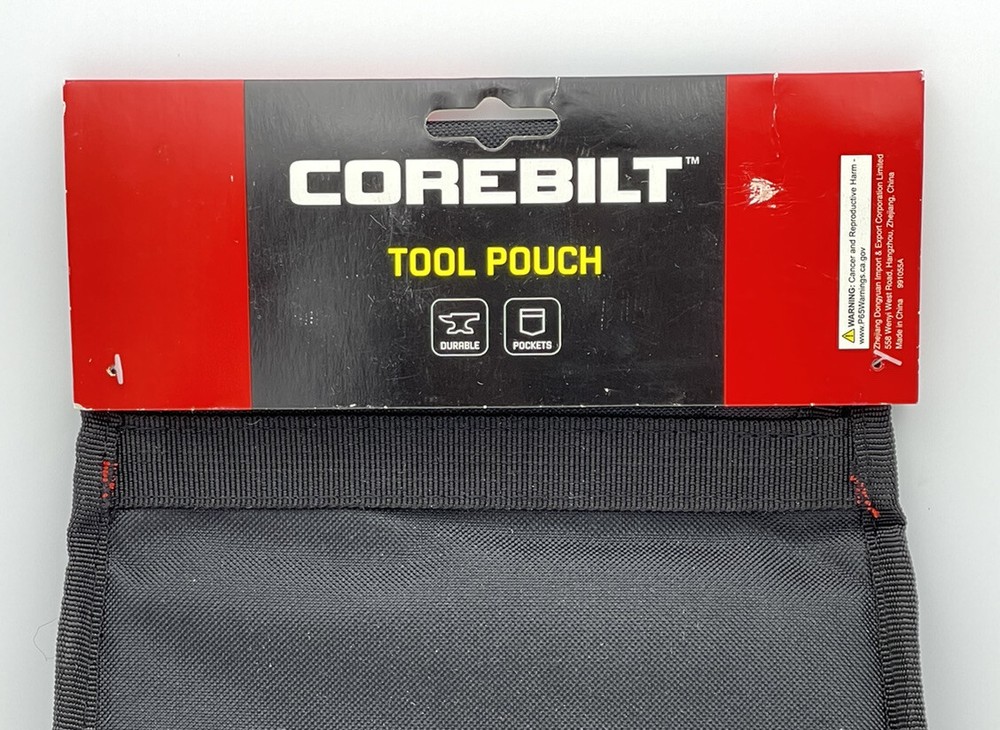 COREBILT™
TOOL POUCH
DURABLE
POCKETS
⚠ WARNING: Cancer and Reproductive Harm -
www.P65Warnings.ca.gov
Zhejiang Dongyuan Import & Export Corporation Limited
558 Wenyi West Road, Hangzhou, Zhejiang, China
Made in China 991055A